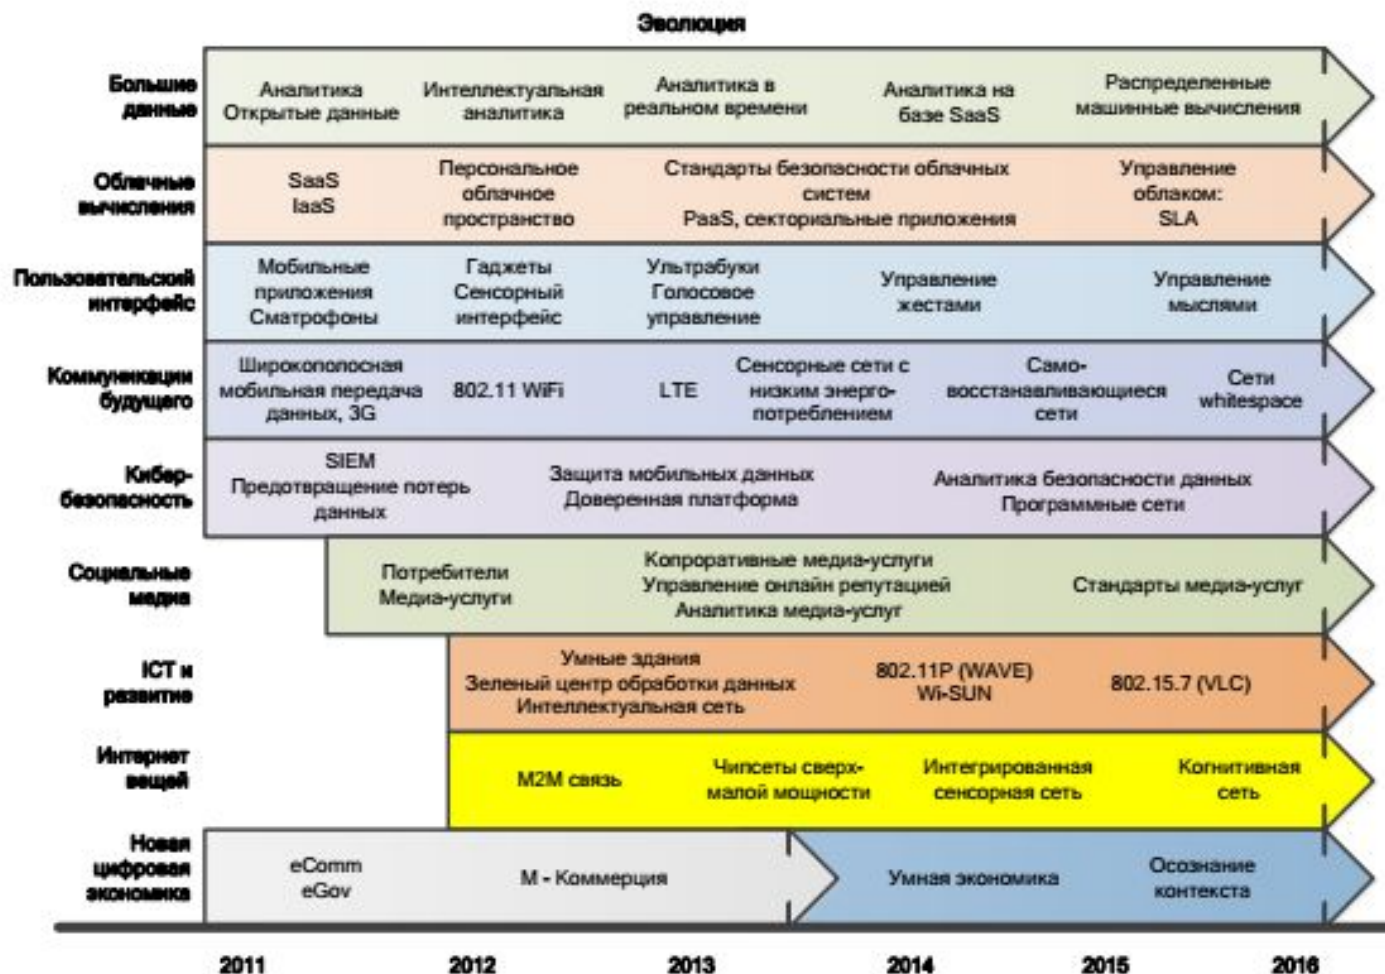 Эволюция
Большие
данные
Аналитика
Открытые данные
Интеллектуальная
аналитика
Аналитика в
реальном времени
Аналитика на
базе SaaS
Распределенные
машинные вычисления
Облачные
вычисления
SaaS
IaaS
Персональное
облачное
пространство
Стандарты безопасности облачных
систем
PaaS, секториальные приложения
Управление
облаком:
SLA
Пользовательский
интерфейс
Мобильные
приложения
Сматрофоны
Гаджеты
Сенсорный
интерфейс
Ультрабуки
Голосовое
управление
Управление
жестами
Управление
мыслями
Коммуникации
будущего
Широкополосная
мобильная передача
данных, 3G
802.11 WiFi
LTE
Сенсорные сети с
низким энерго-
потреблением
Само-
восстанавливающиеся
сети
Сети
whitespace
Кибер-
безопасность
SIEM
Предотвращение потерь
данных
Защита мобильных данных
Доверенная платформа
Аналитика безопасности данных
Программные сети
Социальные
медиа
Потребители
Медиа-услуги
Копроративные медиа-услуги
Управление онлайн репутацией
Аналитика медиа-услуг
Стандарты медиа-услуг
ICT и
развитие
Умные здания
Зеленый центр обработки данных
Интеллектуальная сеть
802.11P (WAVE)
Wi-SUN
802.15.7 (VLC)
Интернет
вещей
M2M связь
Чипсеты сверх-
малой мощности
Интегрированная
сенсорная сеть
Когнитивная
сеть
Новая
цифровая
экономика
eComm
eGov
М - Коммерция
Умная экономика
Осознание
контекста
2011
2012
2013
2014
2015
2016